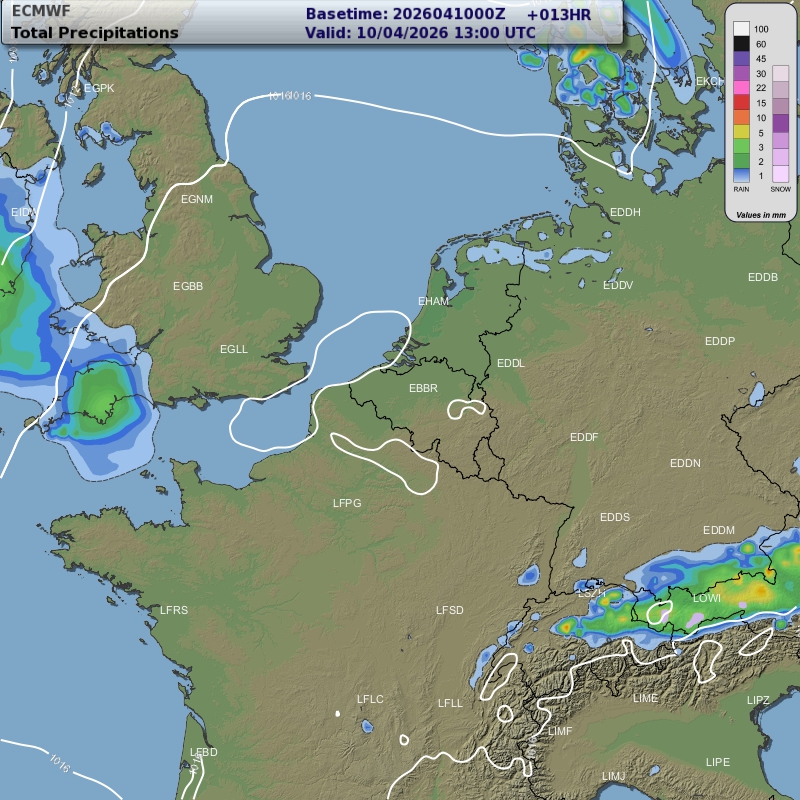 ECMWF
Basetime: 2026041000Z +013HR
Total Precipitations
Valid: 10/04/2026 13:00 UTC
100
60
45
30
22
15
10
5
3
2
1
RAIN
SNOW
Values in mm
EGPK
EKCH
1016
EGNM
EDDH
EGBB
EDDV
EDDB
EHAM
EGLL
EDDP
EDDL
EBBR
EDDF
EDDN
LFPG
EDDS
EDDM
LSZH
LOWI
LFRS
LFSD
LFLC
LFLL
LIME
LIPZ
LIMF
LFBD
1016
1016
LIPE
LIMJ